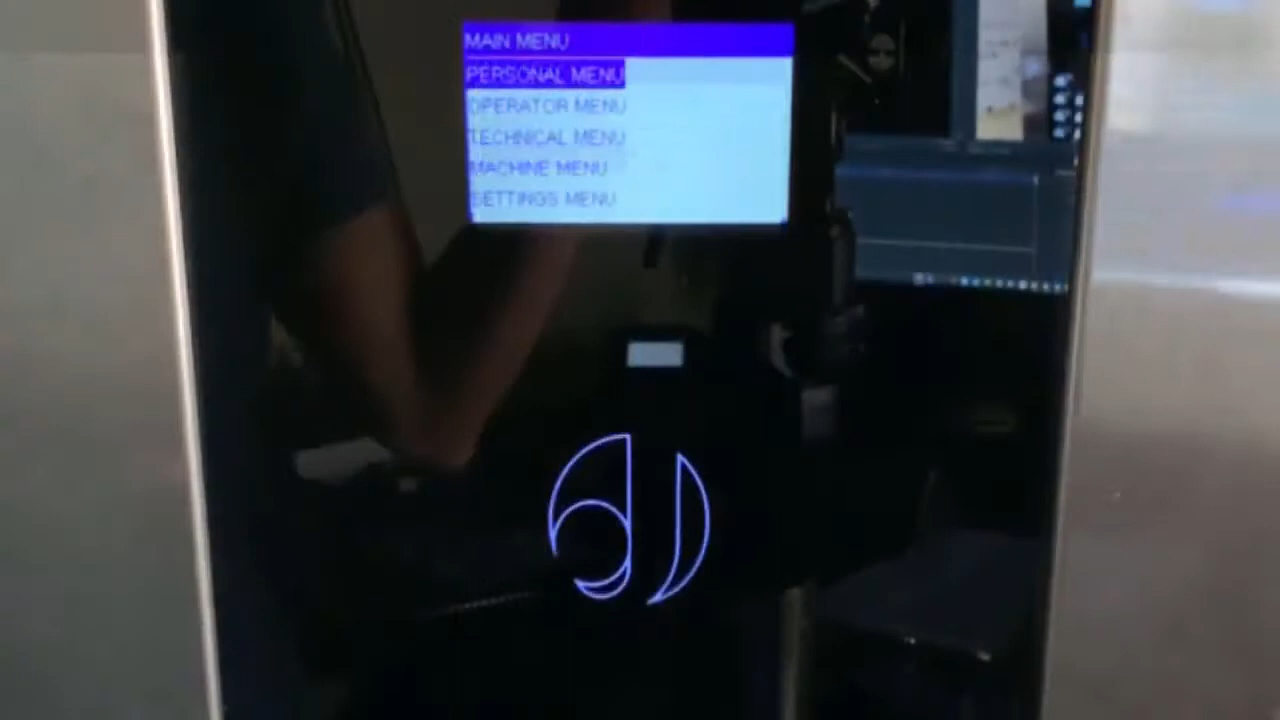 MAIN MENU
PERSONAL MENU
OPERATOR MENU
TECHNICAL MENU
MACHINE MENU
SETTINGS MENU